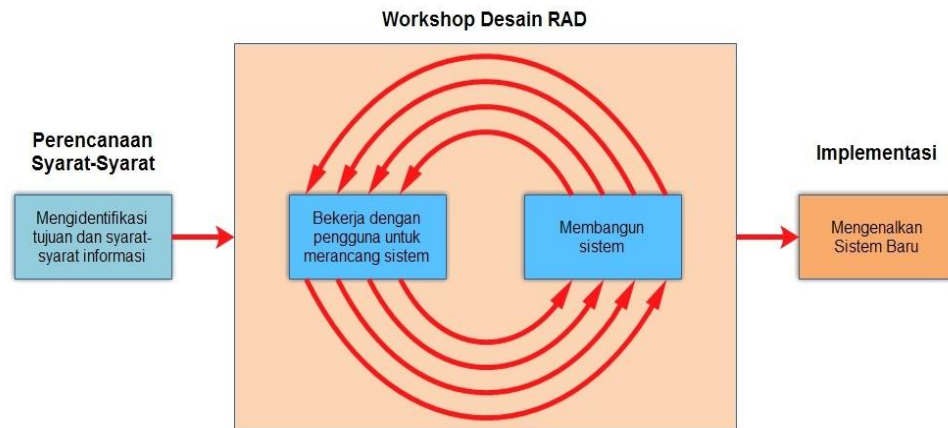 Workshop Desain RAD
Perencanaan
Syarat-Syarat
Mengidentifikasi
tujuan dan syarat-
syarat informasi
Bekerja dengan
pengguna untuk
merancang sistem
Membangun
sistem
Implementasi
Mengenalkan
Sistem Baru